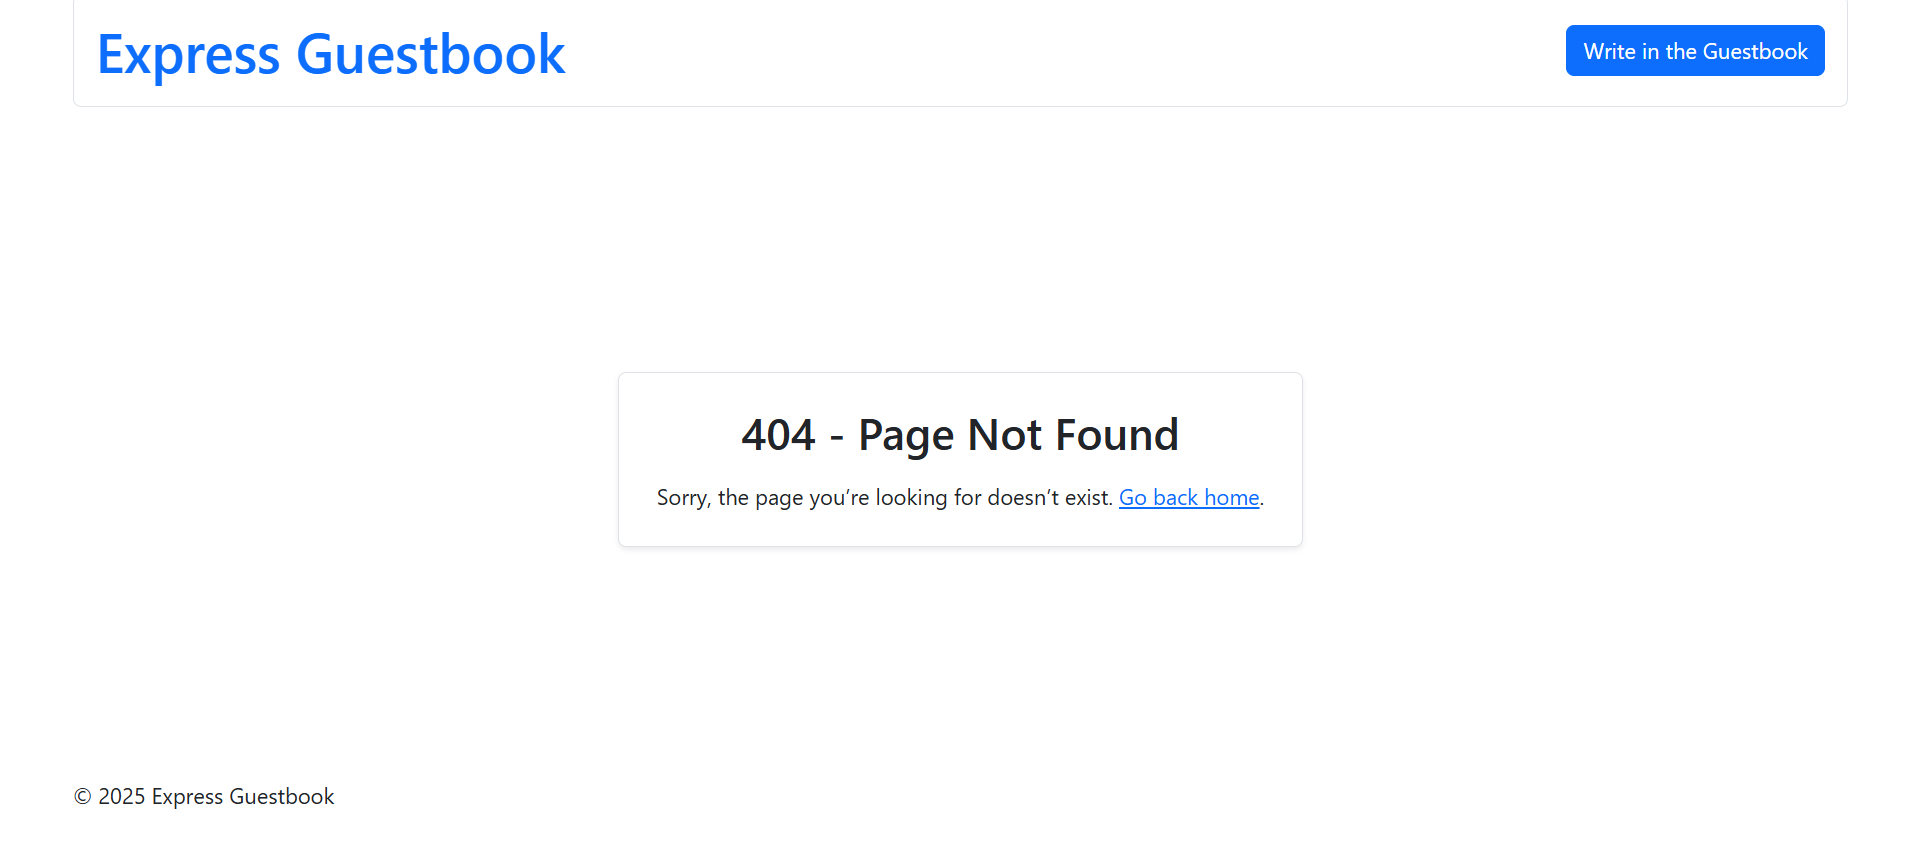 Express Guestbook
Write in the Guestbook
404 - Page Not Found
Sorry, the page you’re looking for doesn’t exist. Go back home.
© 2025 Express Guestbook